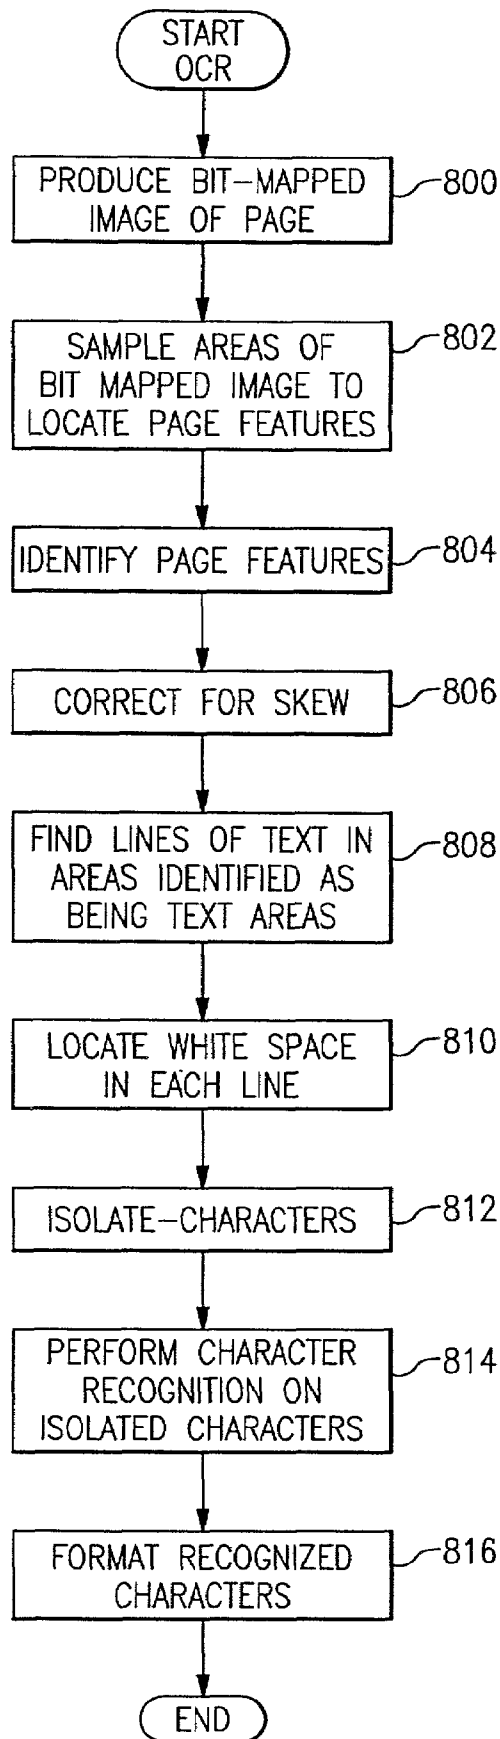 START
OCR
PRODUCE BIT-MAPPED
IMAGE OF PAGE
800
SAMPLE AREAS OF
BIT MAPPED IMAGE TO
LOCATE PAGE FEATURES
802
IDENTIFY PAGE FEATURES
804
CORRECT FOR SKEW
806
FIND LINES OF TEXT IN
AREAS IDENTIFIED AS
BEING TEXT AREAS
808
LOCATE WHITE SPACE
IN EACH LINE
810
ISOLATE-CHARACTERS
812
PERFORM CHARACTER
RECOGNITION ON
ISOLATED CHARACTERS
814
FORMAT RECOGNIZED
CHARACTERS
816
END